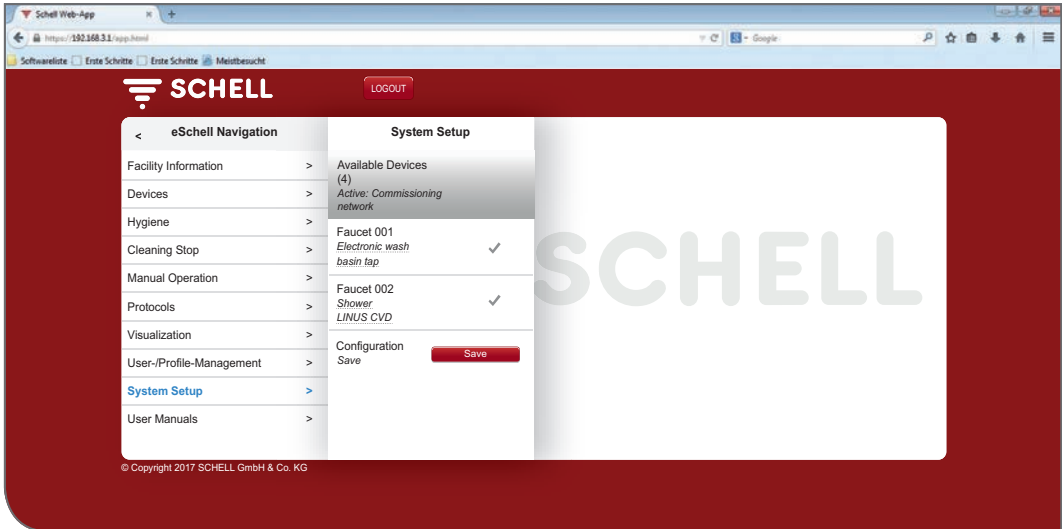 Schell Web-App
https://192.168.3.1/app.html
Google
Softwareliste Erste Schritte Erste Schritte Meistbesucht
SCHELL
LOGOUT
< eSchell Navigation
Facility Information >
Devices >
Hygiene >
Cleaning Stop >
Manual Operation >
Protocols >
Visualization >
User-/Profile-Management >
System Setup >
User Manuals >
System Setup
Available Devices
(4)
Active: Commissioning
network
Faucet 001
Electronic wash
basin tap
Faucet 002
Shower
LINUS CVD
Configuration
Save
Save
SCHELL
© Copyright 2017 SCHELL GmbH & Co. KG